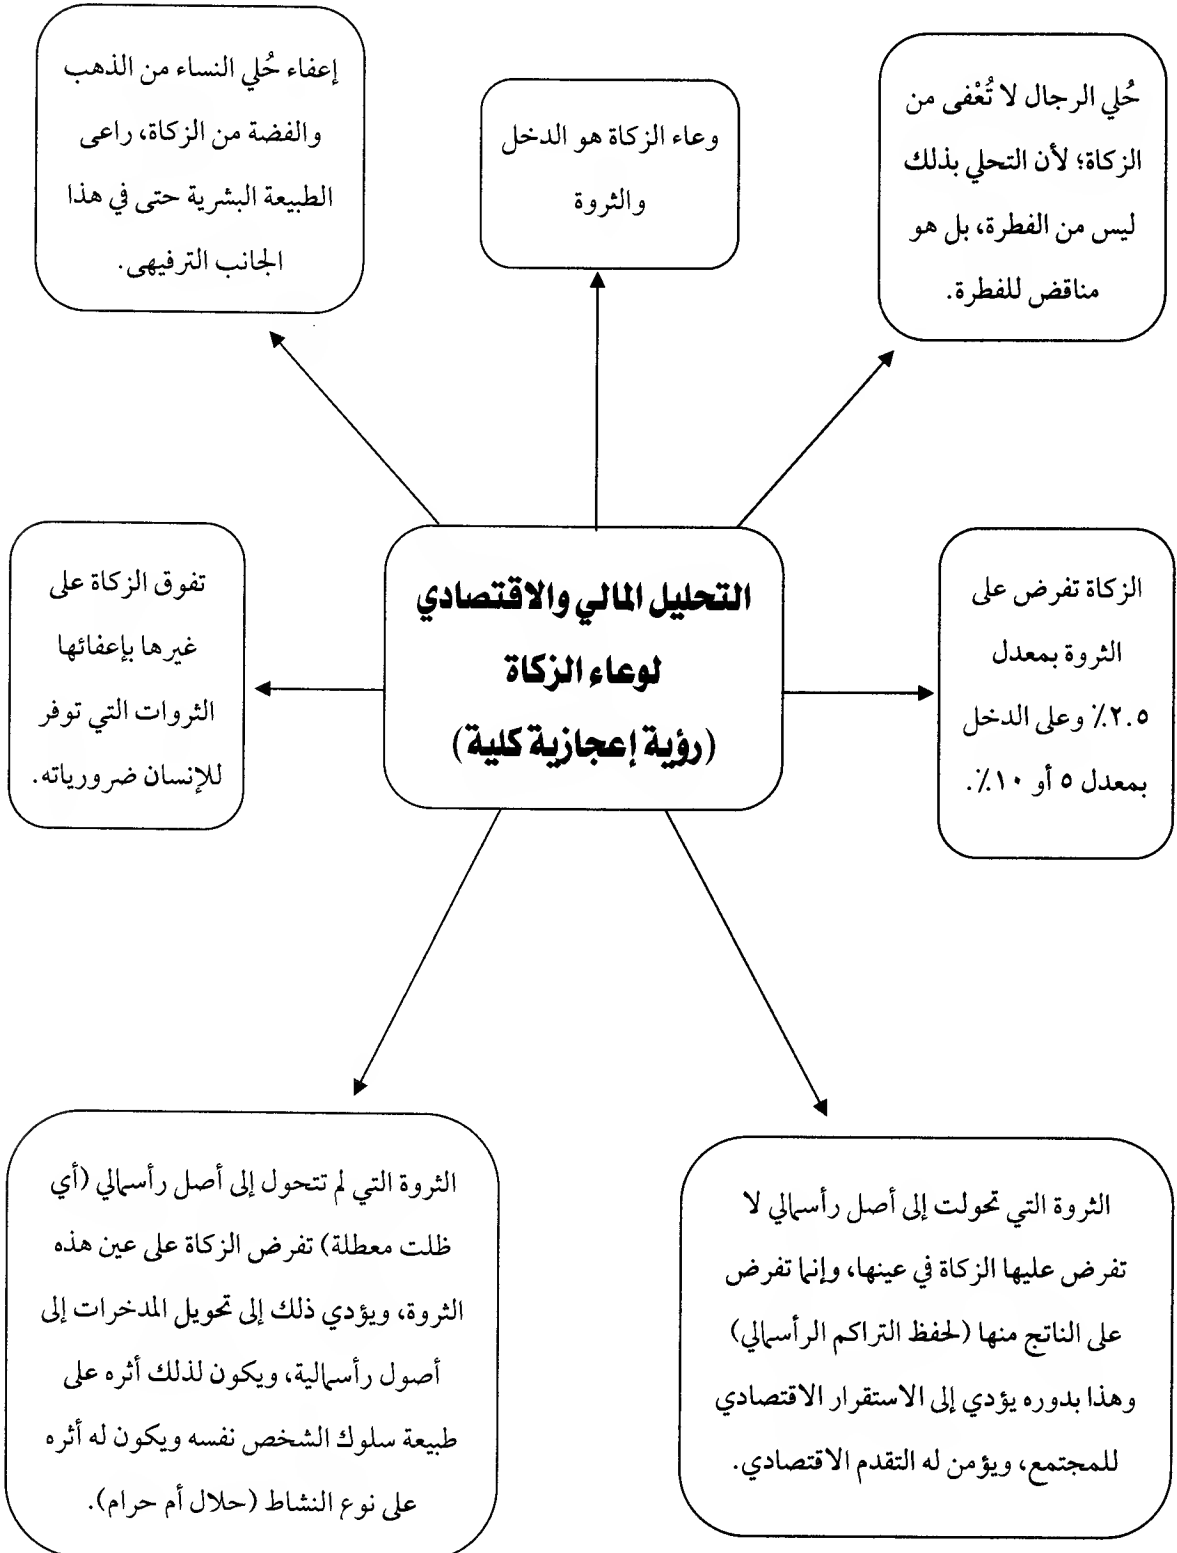 حُلي الرجال لا تُعْفى من
الزكاة؛ لأن التحلي بذلك
ليس من الفطرة، بل هو
مناقض للفطرة.
وعاء الزكاة هو الدخل
والثروة
إعفاء حُلي النساء من الذهب
والفضة من الزكاة، راعى
الطبيعة البشرية حتى في هذا
الجانب الترفيهى.
الزكاة تفرض على
الثروة بمعدل
٢.٥٪ وعلى الدخل
بمعدل ٥ أو ١٠٪.
التحليل المالي والاقتصادي
لوعاء الزكاة
(رؤية إعجازية كلية)
تفوق الزكاة على
غيرها بإعفائها
الثروات التي توفر
للإنسان ضرورياته.
الثروة التي تحولت إلى أصل رأسمالي لا
تفرض عليها الزكاة في عينها، وإنما تفرض
على الناتج منها (لحفظ التراكم الرأسمالي)
وهذا بدوره يؤدي إلى الاستقرار الاقتصادي
للمجتمع، ويؤمن له التقدم الاقتصادي.
الثروة التي لم تتحول إلى أصل رأسمالي (أي
ظلت معطلة) تفرض الزكاة على عين هذه
الثروة، ويؤدي ذلك إلى تحويل المدخرات إلى
أصول رأسمالية، ويكون لذلك أثره على
طبيعة سلوك الشخص نفسه ويكون له أثره
على نوع النشاط (حلال أم حرام).